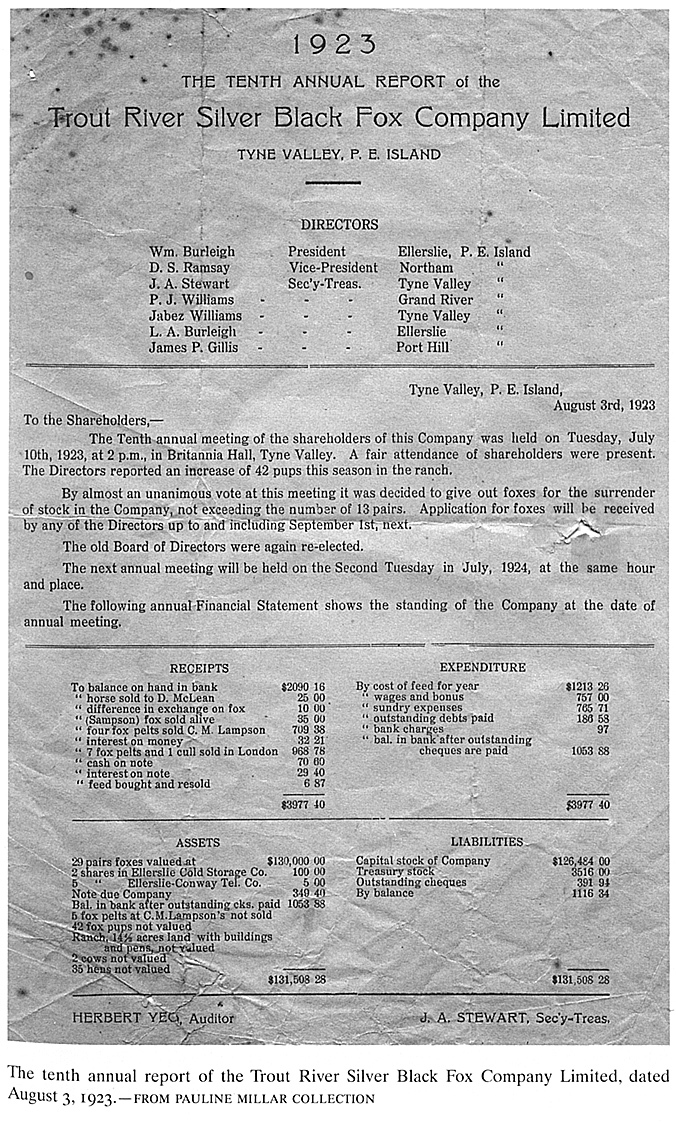 1923
THE TENTH ANNUAL REPORT of the
Trout River Silver Black Fox Company Limited
TYNE VALLEY, P. E. ISLAND
DIRECTORS
Wm. Burleigh President Ellerslie, P. E. Island
D. S. Ramsay Vice-President Northam "
J. A. Stewart Sec'y-Treas. Tyne Valley "
P. J. Williams - - - Grand River "
Jabez Williams - - - Tyne Valley "
L. A. Burleigh - - - Ellerslie "
James P. Gillis - - - Port Hill "
Tyne Valley, P. E. Island,
August 3rd, 1923
To the Shareholders,—
The Tenth annual meeting of the shareholders of this Company was held on Tuesday, July
10th, 1923, at 2 p.m., in Britannia Hall, Tyne Valley. A fair attendance of shareholders were present.
The Directors reported an increase of 42 pups this season in the ranch.
By almost an unanimous vote at this meeting it was decided to give out foxes for the surrender
of stock in the Company, not exceeding the number of 13 pairs. Application for foxes will be received
by any of the Directors up to and including September 1st, next.
The old Board of Directors were again re-elected.
The next annual meeting will be held on the Second Tuesday in July, 1924, at the same hour
and place.
The following annual Financial Statement shows the standing of the Company at the date of
annual meeting.
RECEIPTS
To balance on hand in bank $2090 16
" horse sold to D. McLean 25 00
" difference in exchange on fox 10 00
" (Sampson) fox sold alive 35 00
" four fox pelts sold C. M. Lampson 709 38
" interest on money 32 21
" 7 fox pelts and 1 cull sold in London 968 78
" cash on note 70 60
" interest on note 29 40
" feed bought and resold 6 87
$3977 40
EXPENDITURE
By cost of feed for year $1213 26
" wages and bonus 757 00
" sundry expenses 765 71
" outstanding debts paid 186 58
" bank charges 97
" bal. in bank after outstanding
cheques are paid 1053 88
$3977 40
ASSETS
29 pairs foxes valued at $130,000 00
2 shares in Ellerslie Cold Storage Co. 100 00
5 " Ellerslie-Conway Tel. Co. 5 00
Note due Company 349 40
Bal. in bank after outstanding cks. paid 1053 88
5 fox pelts at C.M.Lampson's not sold
42 fox pups not valued
Ranch, 14½ acres land with buildings
and pens, not valued
2 cows not valued
35 hens not valued
$131,508 28
LIABILITIES
Capital stock of Company $126,484 00
Treasury stock 3516 00
Outstanding cheques 391 94
By balance 1116 34
$131,508 28
HERBERT YEO, Auditor
J. A. STEWART, Sec'y-Treas.
The tenth annual report of the Trout River Silver Black Fox Company Limited, dated
August 3, 1923.—FROM PAULINE MILLAR COLLECTION